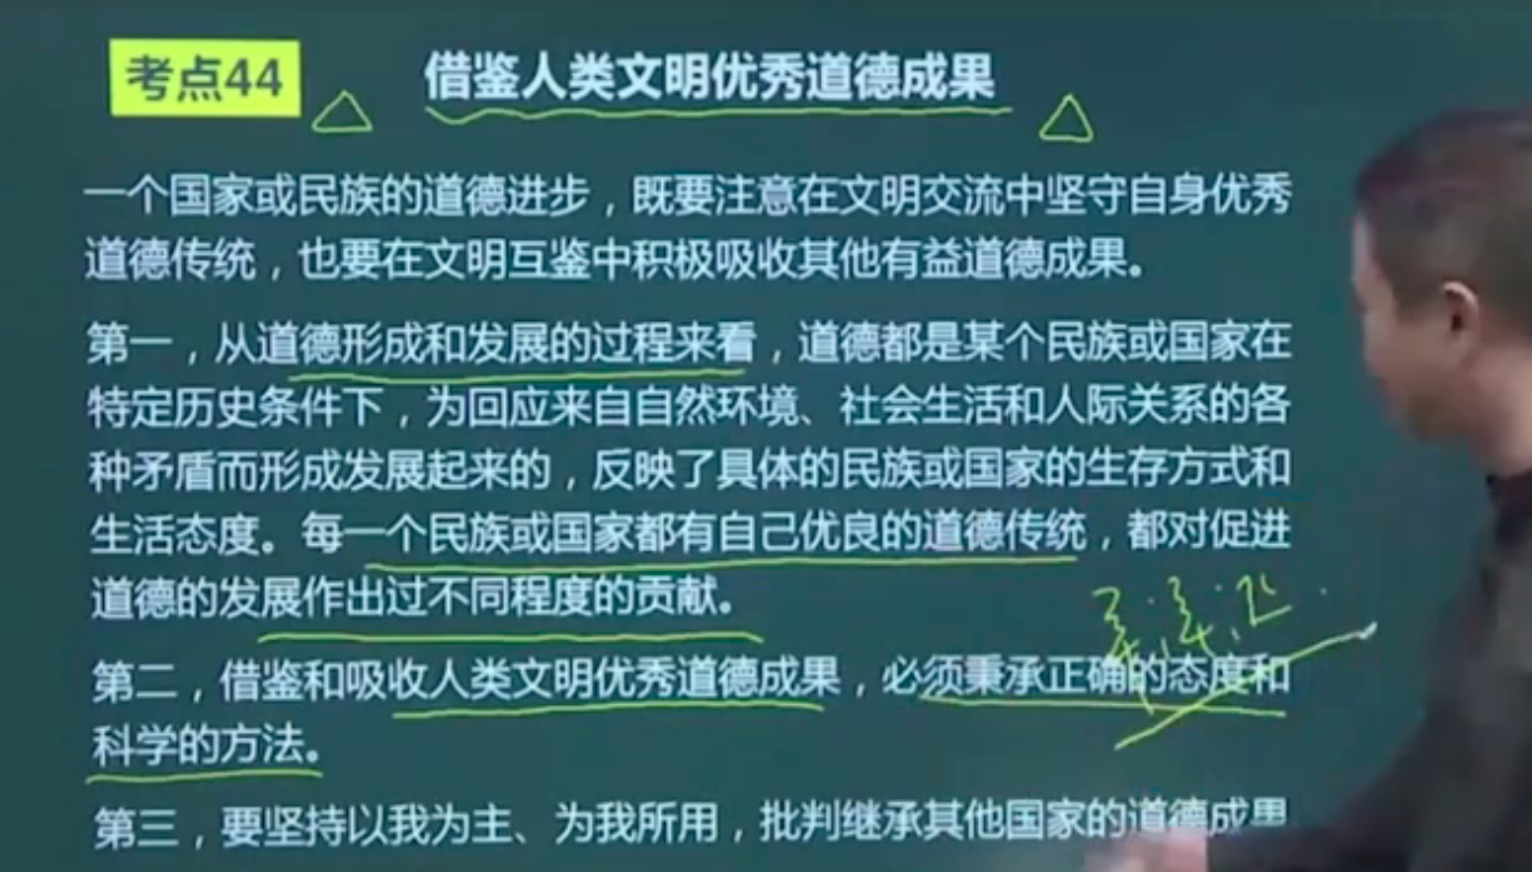 考点44
借鉴人类文明优秀道德成果
一个国家或民族的道德进步，既要注意在文明交流中坚守自身优秀
道德传统，也要在文明互鉴中积极吸收其他有益道德成果。
第一，从道德形成和发展的过程来看，道德都是某个民族或国家在
特定历史条件下，为回应来自自然环境、社会生活和人际关系的各
种矛盾而形成发展起来的，反映了具体的民族或国家的生存方式和
生活态度。每一个民族或国家都有自己优良的道德传统，都对促进
道德的发展作出过不同程度的贡献。
第二，借鉴和吸收人类文明优秀道德成果，必须秉承正确的态度和
科学的方法。
第三，要坚持以我为主、为我所用，批判继承其他国家的道德成果